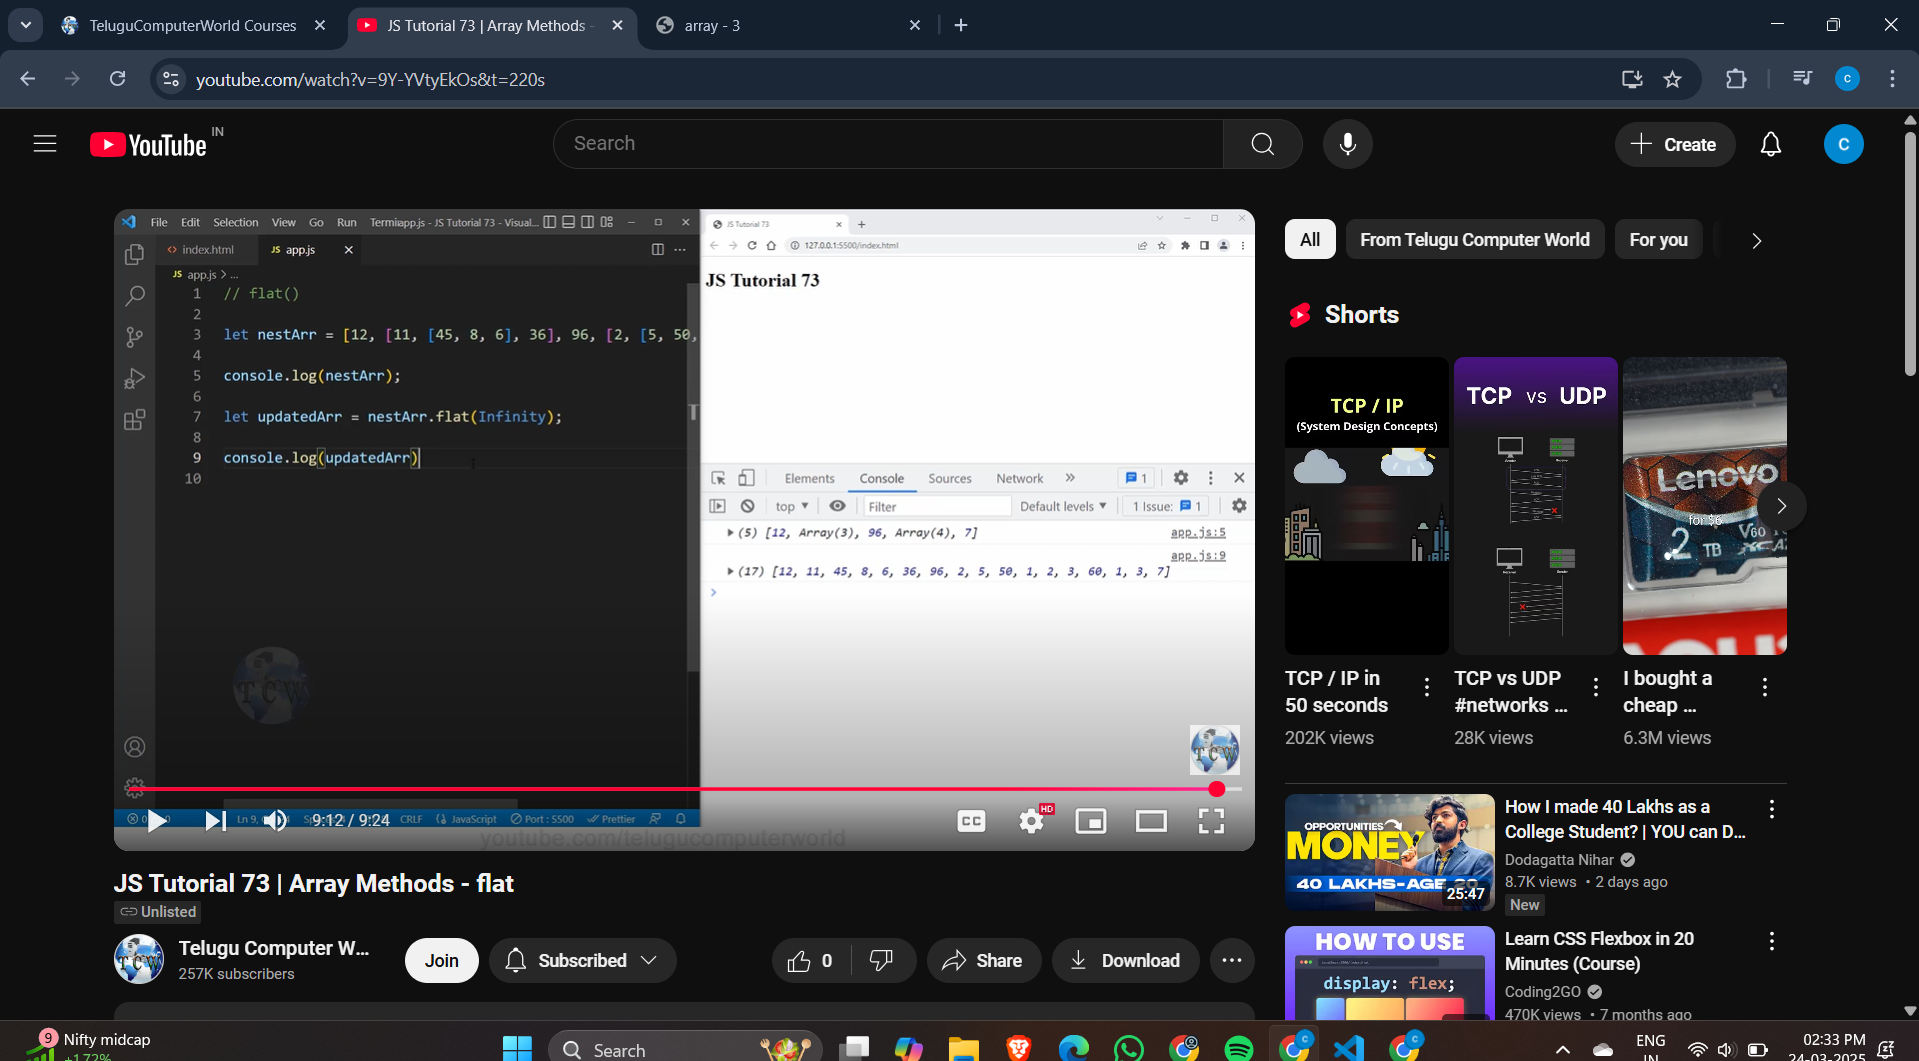 TeluguComputerWorld Courses
JS Tutorial 73 | Array Methods -
array - 3
youtube.com/watch?v=9Y-YVtyEkOs&t=220s
YouTube
IN
Search
Create
C
File Edit Selection View Go Run Termiapp.js - JS Tutorial 73 - Visual...
index.html
JS app.js
JS app.js > ...
1 // flat()
2
3 let nestArr = [12, [11, [45, 8, 6], 36], 96, [2, [5, 50,
4
5 console.log(nestArr);
6
7 let updatedArr = nestArr.flat(Infinity);
8
9 console.log(updatedArr)
10
TCW
JS Tutorial 73
127.0.0.1:5500/index.html
JS Tutorial 73
Elements Console Sources Network » 1
top Filter Default levels 1 Issue: 1
(5) [12, Array(3), 96, Array(4), 7] app.js:5
app.js:9
(17) [12, 11, 45, 8, 6, 36, 96, 2, 5, 50, 1, 2, 3, 60, 1, 3, 7]
TCW
Ln 9, CRLF {} JavaScript Port : 5500 Prettier
9:12 / 9:24
CC
HD
youtube.com/telugucomputerworld
JS Tutorial 73 | Array Methods - flat
Unlisted
TCW
Telugu Computer W...
257K subscribers
Join
Subscribed
0
Share
Download
All
From Telugu Computer World
For you
Shorts
TCP / IP
(System Design Concepts)
TCP / IP in
50 seconds
202K views
TCP vs UDP
TCP vs UDP
#networks ...
28K views
Lenovo
for $6
2 TB
V60
I bought a
cheap ...
6.3M views
OPPORTUNITIES
MONEY
40 LAKHS-AGE 20
25:47
How I made 40 Lakhs as a
College Student? | YOU can D...
Dodagatta Nihar
8.7K views • 2 days ago
New
HOW TO USE
display: flex;
Learn CSS Flexbox in 20
Minutes (Course)
Coding2GO
470K views • 7 months ago
9
Nifty midcap
+1.72%
Search
ENG
IN
02:33 PM
24-03-2025